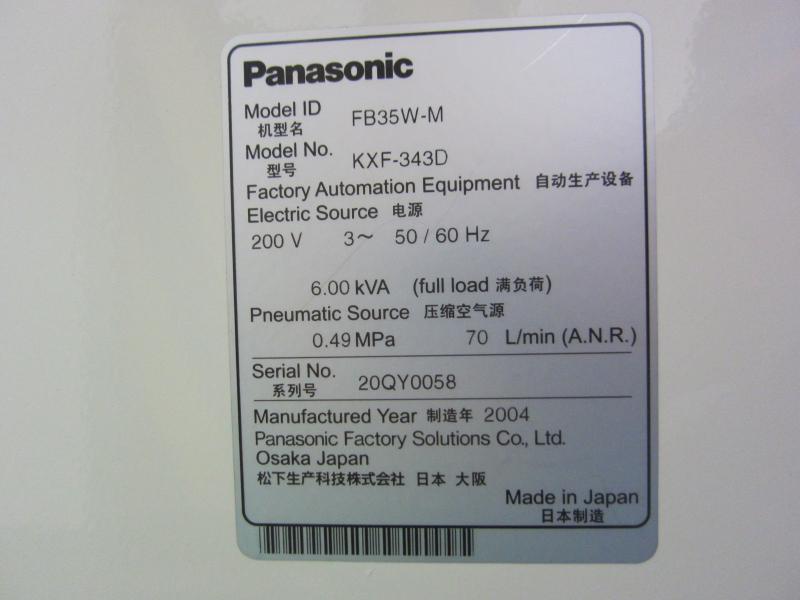 Panasonic
Model ID FB35W-M
机型名
Model No. KXF-343D
型号
Factory Automation Equipment 自动生产设备
Electric Source 电源
200 V 3~ 50 / 60 Hz
6.00 kVA (full load 满负荷)
Pneumatic Source 压缩空气源
0.49 MPa 70 L/min (A.N.R.)
Serial No. 20QY0058
系列号
Manufactured Year 制造年 2004
Panasonic Factory Solutions Co., Ltd.
Osaka Japan
松下生产科技株式会社 日本 大阪
Made in Japan
日本制造